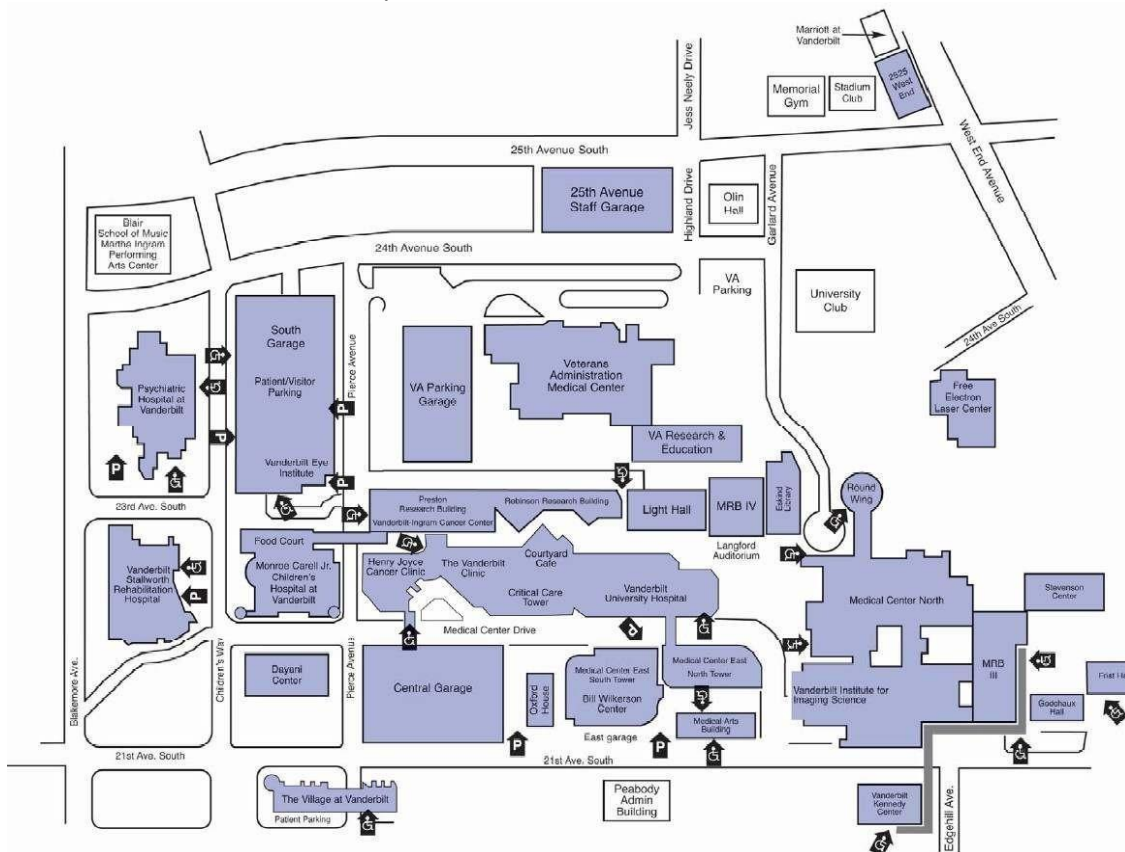 Marriott at
Vanderbilt
2525
West
End
Memorial
Gym
Stadium
Club
Jess Neely Drive
West End Avenue
25th Avenue South
25th Avenue
Staff Garage
Highland Drive
Olin
Hall
Garland Avenue
Blair
School of Music
Martha Ingram
Performing
Arts Center
24th Avenue South
VA
Parking
University
Club
24th Ave South
South
Garage
Patient/Visitor
Parking
Pierce Avenue
VA Parking
Garage
Veterans
Administration
Medical Center
Psychiatric
Hospital at
Vanderbilt
Free
Electron
Laser Center
P
P
VA Research &
Education
P
Vanderbilt Eye
Institute
P
Round
Wing
23rd Ave. South
Preston
Research Building
Robinson Research Building
Vanderbilt-Ingram Cancer Center
Light Hall
MRB IV
Eskind
Library
Langford
Auditorium
Food Court
Courtyard
Cafe
Vanderbilt
Stallworth
Rehabilitation
Hospital
P
Monroe Carell Jr.
Children's
Hospital at
Vanderbilt
Henry Joyce
Cancer Clinic
The Vanderbilt
Clinic
Critical Care
Tower
Vanderbilt
University Hospital
Medical Center North
Stevenson
Center
Medical Center Drive
P
Blakemore Ave.
Children's Way
Dayani
Center
Pierce Avenue
Central Garage
Oxford
House
Medical Center East
South Tower
Bill Wilkerson
Center
Medical Center East
North Tower
Vanderbilt Institute for
Imaging Science
MRB
III
Godchaux
Hall
Medical Arts
Building
East garage
P
P
21st Ave. South
21st Ave. South
The Village at Vanderbilt
Patient Parking
Peabody
Admin
Building
Vanderbilt
Kennedy
Center
Edgehill Ave.